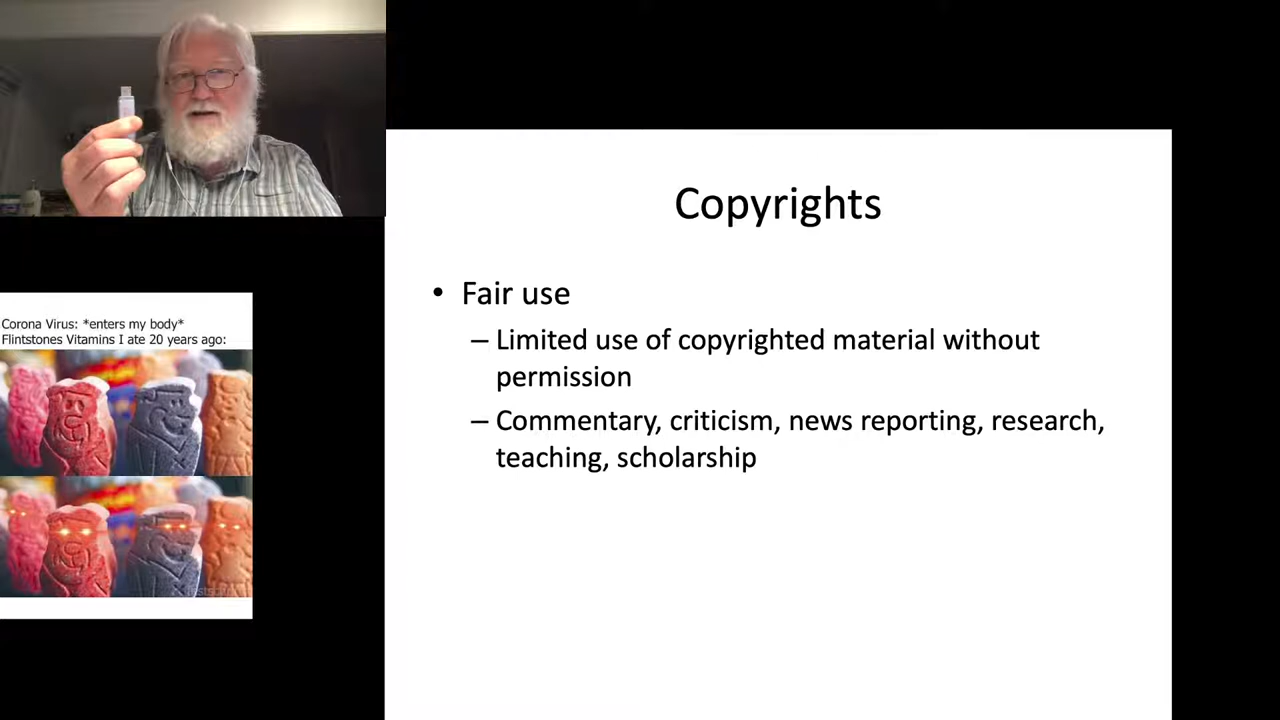 Copyrights
• Fair use
– Limited use of copyrighted material without
permission
– Commentary, criticism, news reporting, research,
teaching, scholarship
Corona Virus: *enters my body*
Flintstones Vitamins I ate 20 years ago: